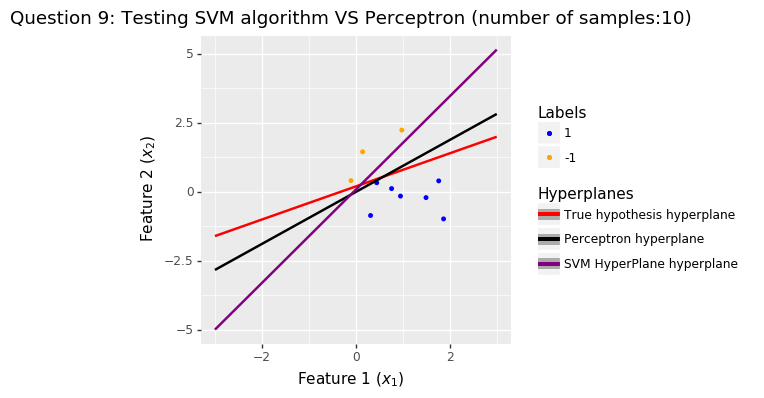 Question 9: Testing SVM algorithm VS Perceptron (number of samples:10)
5
2.5
0
−2.5
−5
Feature 2 (x₂)
−2
0
2
Feature 1 (x₁)
Labels
1
-1
Hyperplanes
True hypothesis hyperplane
Perceptron hyperplane
SVM HyperPlane hyperplane